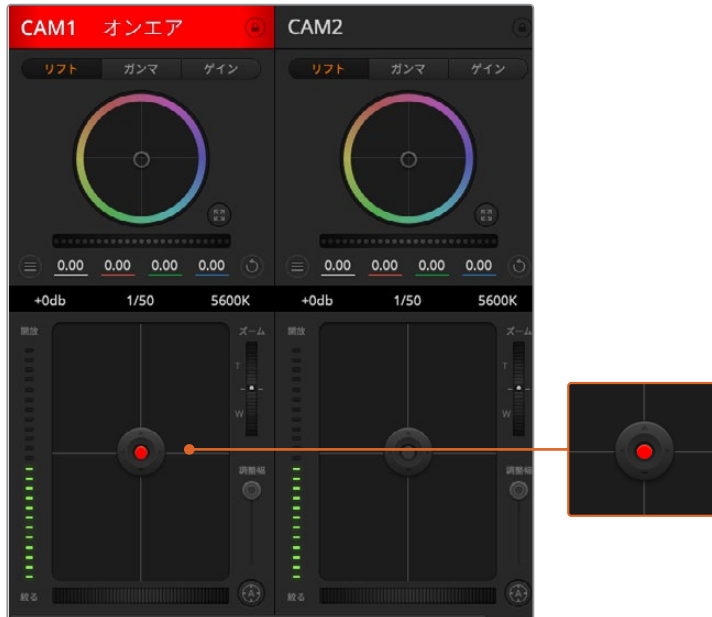 CAM1 オンエア CAM2
リフト ガンマ ゲイン リフト ガンマ ゲイン
0.00 0.00 0.00 0.00 0.00 0.00 0.00 0.00
+0db 1/50 5600K +0db 1/50 5600K
開放 ズーム 開放 ズーム
T T
W W
調整幅 調整幅
絞る A 絞る A